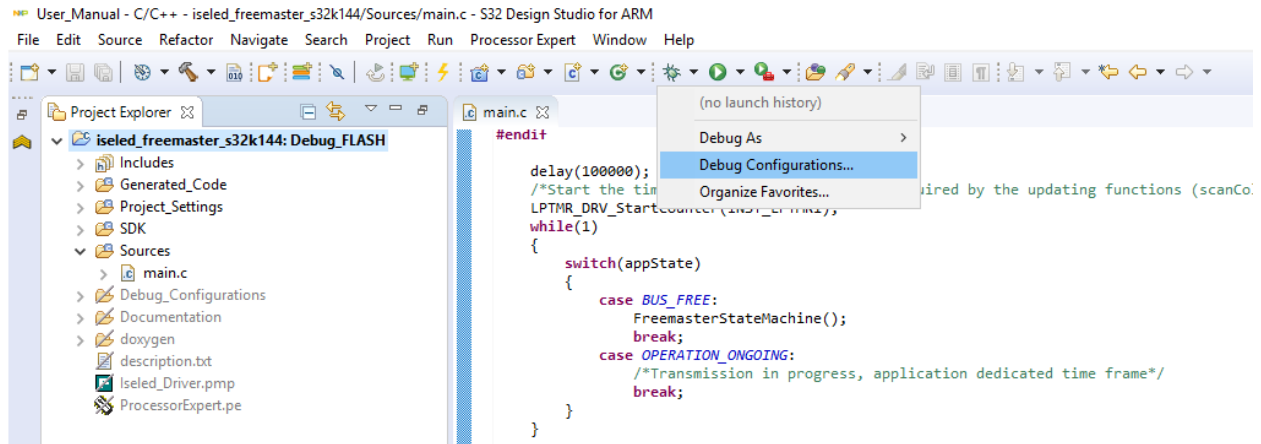 User_Manual - C/C++ - iseled_freemaster_s32k144/Sources/main.c - S32 Design Studio for ARM
File Edit Source Refactor Navigate Search Project Run Processor Expert Window Help
Project Explorer
iseled_freemaster_s32k144: Debug_FLASH
Includes
Generated_Code
Project_Settings
SDK
Sources
main.c
Debug_Configurations
Documentation
doxygen
description.txt
Iseled_Driver.pmp
ProcessorExpert.pe
main.c
(no launch history)
Debug As
Debug Configurations...
Organize Favorites...
#endif
delay(100000);
/*Start the tim ired by the updating functions (scanCo
LPTMR_DRV_StartCounter(INST_LPTMR1);
while(1)
{
switch(appState)
{
case BUS_FREE:
FreemasterStateMachine();
break;
case OPERATION_ONGOING:
/*Transmission in progress, application dedicated time frame*/
break;
}
}